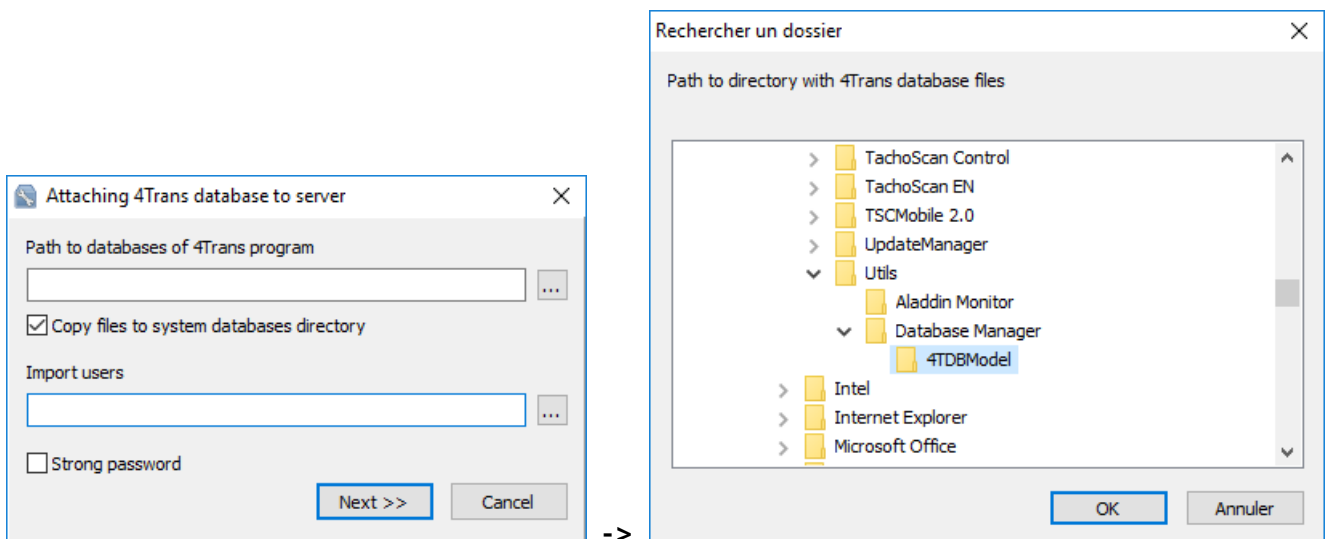 Attaching 4Trans database to server
Path to databases of 4Trans program
...
Copy files to system databases directory
Import users
...
Strong password
Next >>
Cancel
->
Rechercher un dossier
Path to directory with 4Trans database files
TachoScan Control
TachoScan EN
TSCMobile 2.0
UpdateManager
Utils
Aladdin Monitor
Database Manager
4TDBModel
Intel
Internet Explorer
Microsoft Office
OK
Annuler